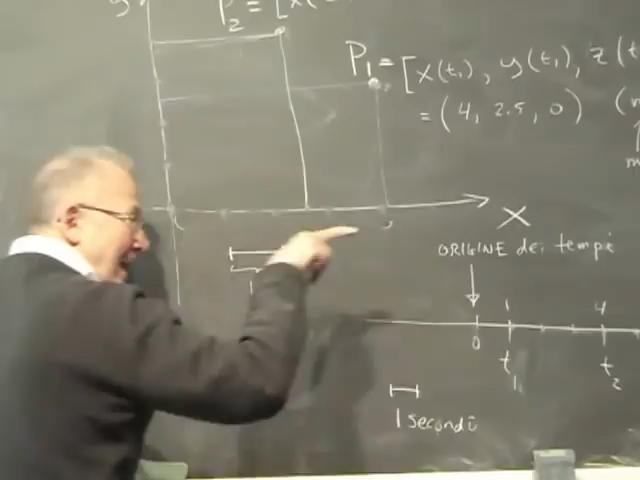 y
P₂ = [x(
P₁ = [x(t₁), y(t₁), z(t
= (4, 2.5, 0) (m
X
ORIGINE dei tempi
1 4
0
t₁ t₂
1 secondo